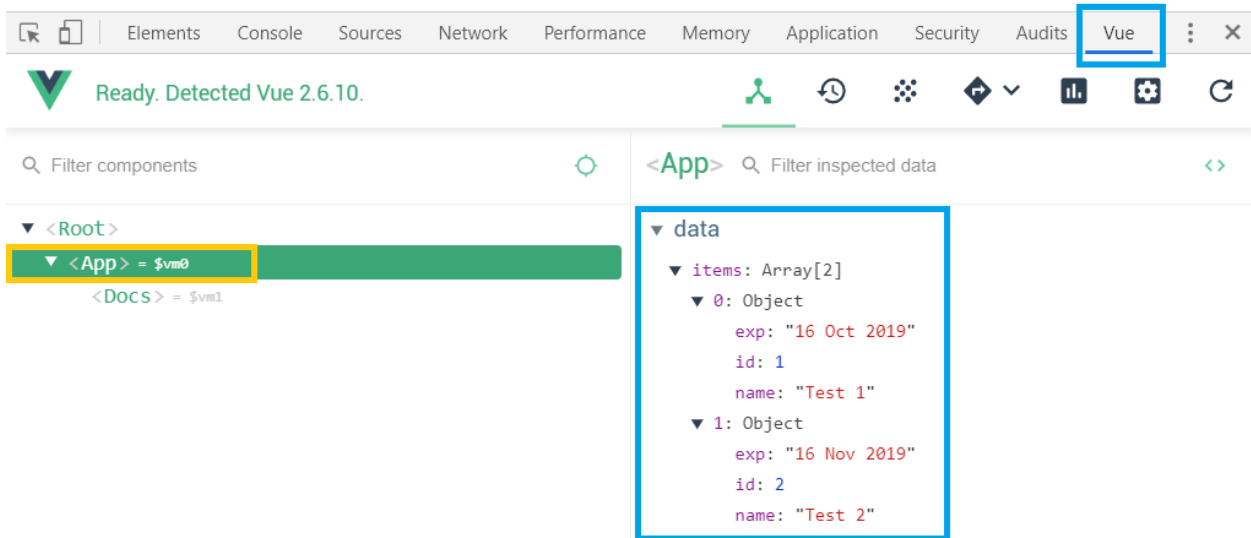 Elements Console Sources Network Performance Memory Application Security Audits Vue
Ready. Detected Vue 2.6.10.
Filter components
<Root>
<App> = $vm0
<Docs> = $vm1
<App> Filter inspected data <>
data
items: Array[2]
0: Object
exp: "16 Oct 2019"
id: 1
name: "Test 1"
1: Object
exp: "16 Nov 2019"
id: 2
name: "Test 2"